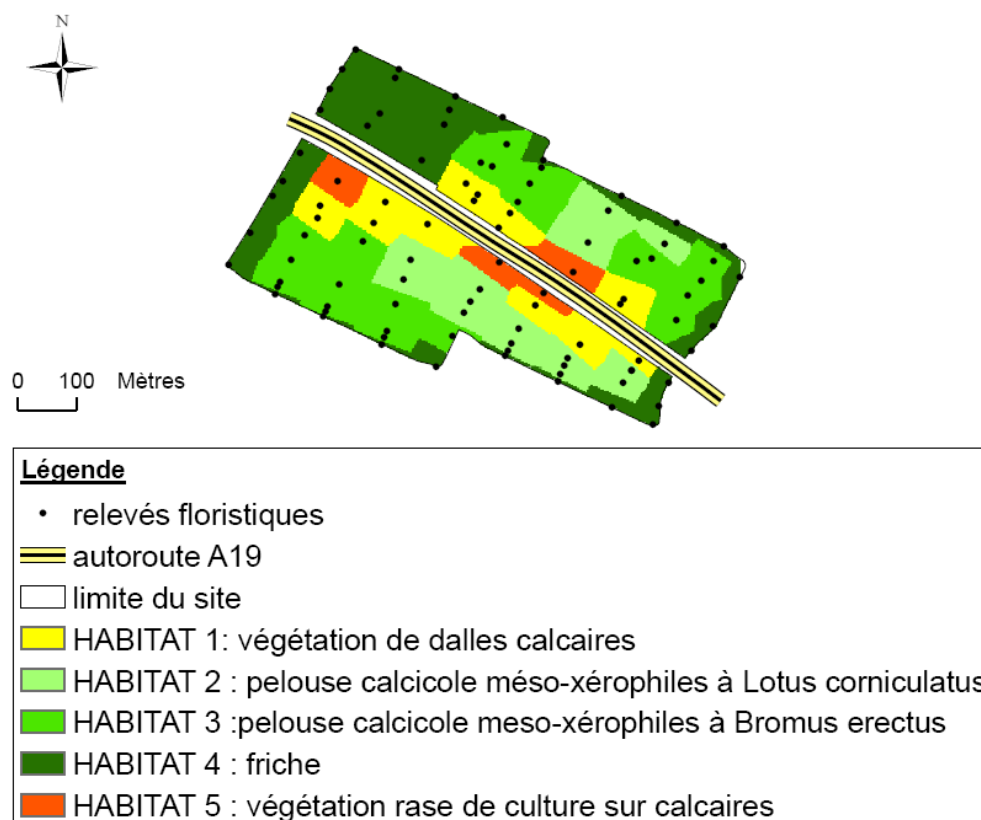 N
0 100 Mètres
Légende
relevés floristiques
autoroute A19
limite du site
HABITAT 1: végétation de dalles calcaires
HABITAT 2 : pelouse calcicole méso-xérophiles à Lotus corniculatus
HABITAT 3 :pelouse calcicole meso-xérophiles à Bromus erectus
HABITAT 4 : friche
HABITAT 5 : végétation rase de culture sur calcaires